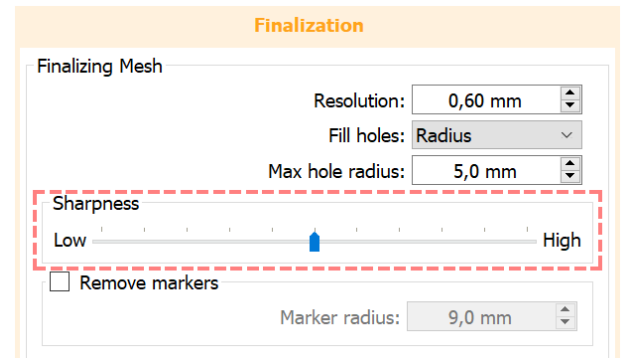 Finalization
Finalizing Mesh
Resolution: 0,60 mm
Fill holes: Radius
Max hole radius: 5,0 mm
Sharpness
Low High
Remove markers
Marker radius: 9,0 mm